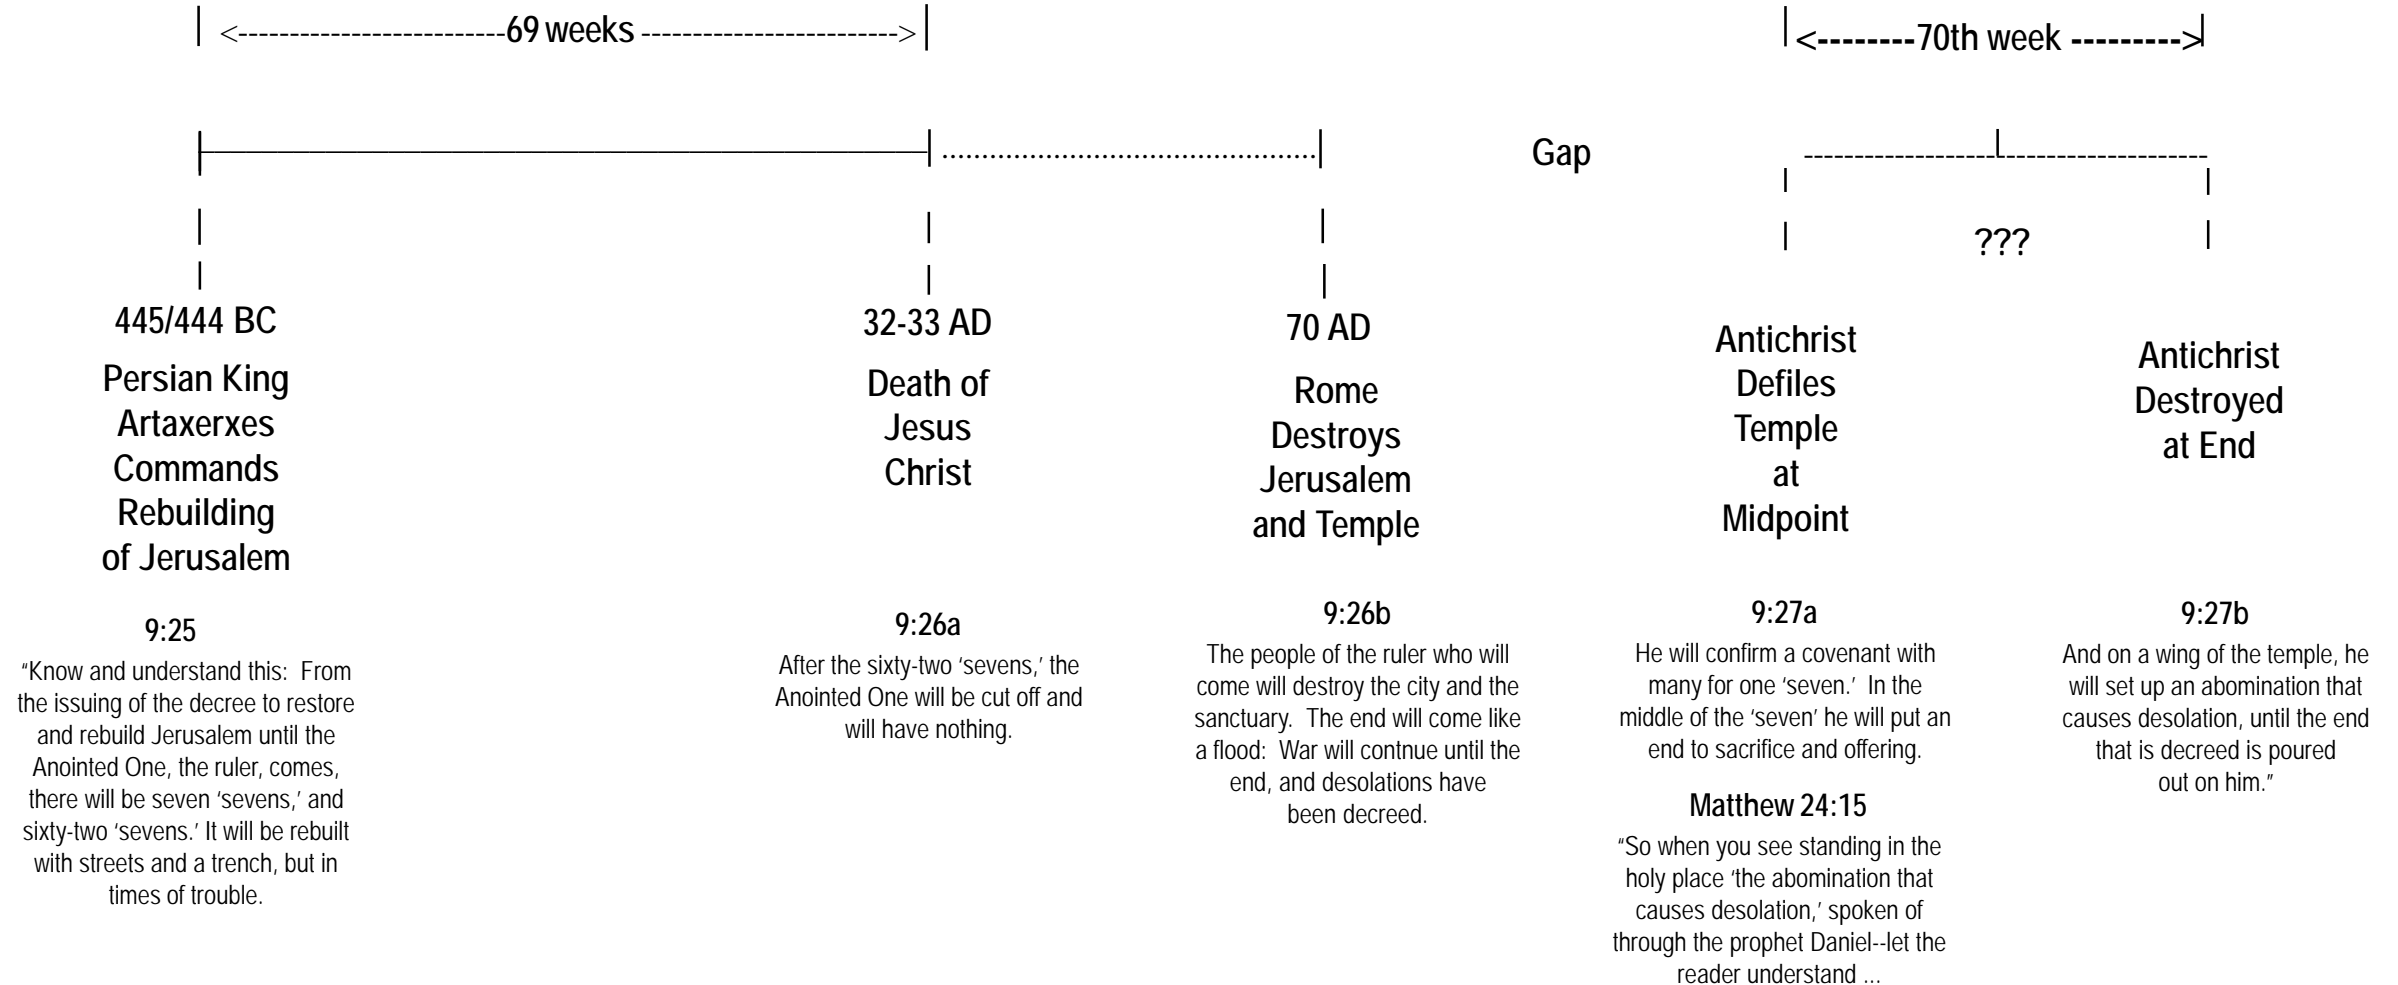 69 weeks
70th week
Gap
???
445/444 BC
Persian King
Artaxerxes
Commands
Rebuilding
of Jerusalem
9:25
“Know and understand this: From
the issuing of the decree to restore
and rebuild Jerusalem until the
Anointed One, the ruler, comes,
there will be seven ‘sevens,’ and
sixty-two ‘sevens.’ It will be rebuilt
with streets and a trench, but in
times of trouble.
32-33 AD
Death of
Jesus
Christ
9:26a
After the sixty-two ‘sevens,’ the
Anointed One will be cut off and
will have nothing.
70 AD
Rome
Destroys
Jerusalem
and Temple
9:26b
The people of the ruler who will
come will destroy the city and the
sanctuary. The end will come like
a flood: War will contnue until the
end, and desolations have
been decreed.
Antichrist
Defiles
Temple
at
Midpoint
9:27a
He will confirm a covenant with
many for one ‘seven.’ In the
middle of the ‘seven’ he will put an
end to sacrifice and offering.
Matthew 24:15
“So when you see standing in the
holy place ‘the abomination that
causes desolation,’ spoken of
through the prophet Daniel--let the
reader understand ...
Antichrist
Destroyed
at End
9:27b
And on a wing of the temple, he
will set up an abomination that
causes desolation, until the end
that is decreed is poured
out on him.”